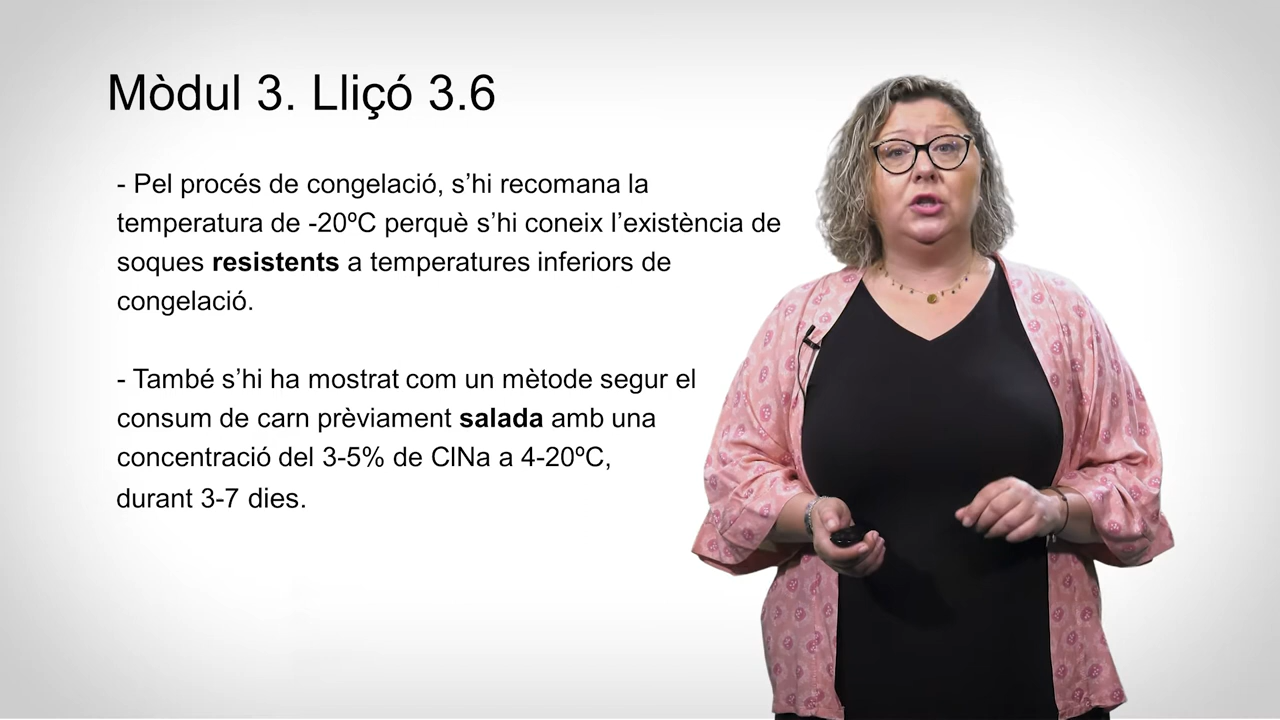 Mòdul 3. Lliçó 3.6
- Pel procés de congelació, s’hi recomana la
temperatura de -20ºC perquè s’hi coneix l’existència de
soques resistents a temperatures inferiors de
congelació.
- També s’hi ha mostrat com un mètode segur el
consum de carn prèviament salada amb una
concentració del 3-5% de ClNa a 4-20ºC,
durant 3-7 dies.